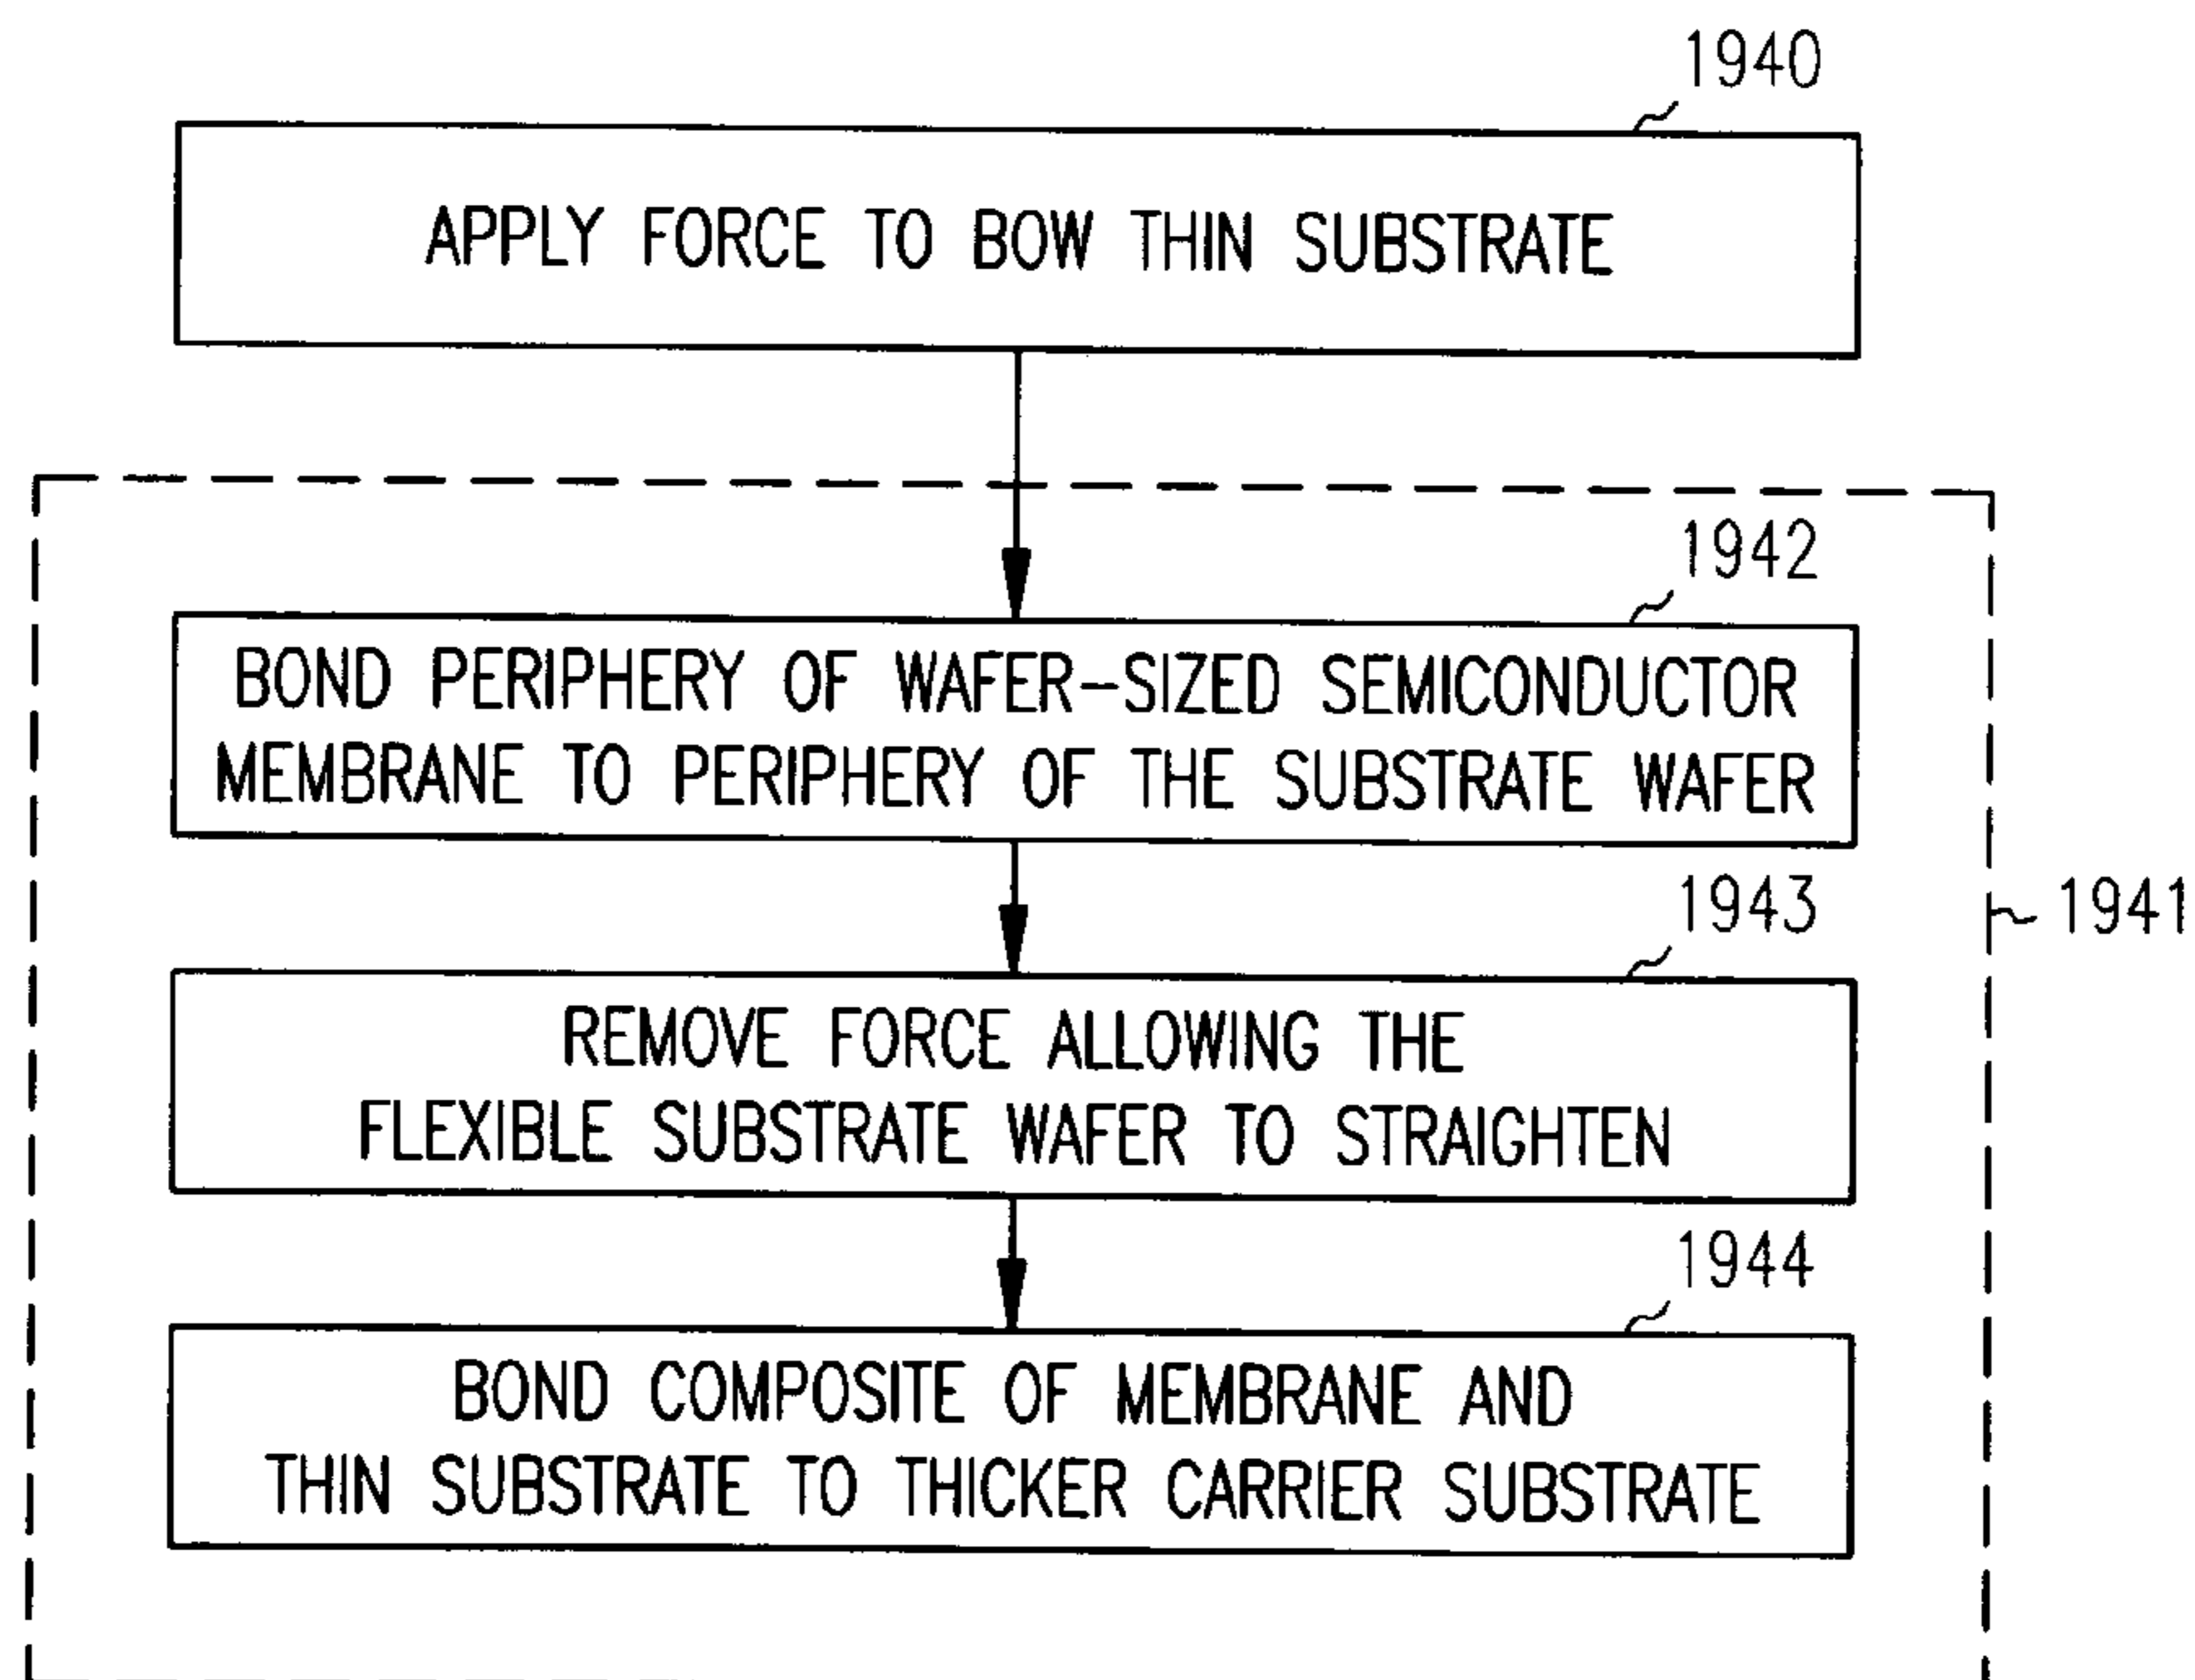 1940
APPLY FORCE TO BOW THIN SUBSTRATE
1942
BOND PERIPHERY OF WAFER-SIZED SEMICONDUCTOR
MEMBRANE TO PERIPHERY OF THE SUBSTRATE WAFER
1943
1941
REMOVE FORCE ALLOWING THE
FLEXIBLE SUBSTRATE WAFER TO STRAIGHTEN
1944
BOND COMPOSITE OF MEMBRANE AND
THIN SUBSTRATE TO THICKER CARRIER SUBSTRATE